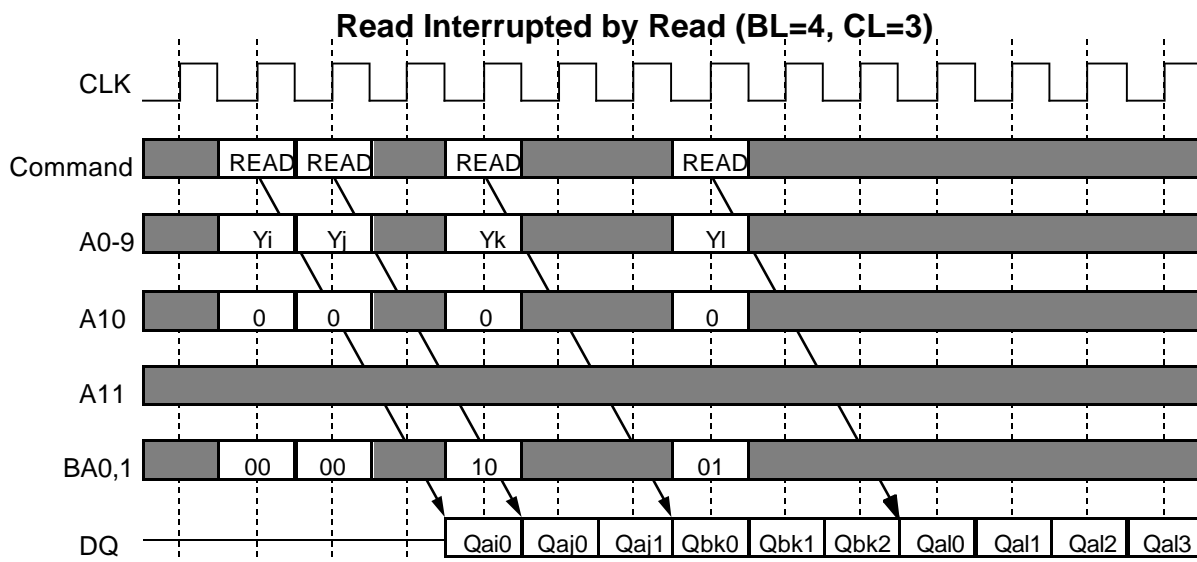 Read Interrupted by Read (BL=4, CL=3)
CLK
Command READ READ READ READ
A0-9 Yi Yj Yk Yl
A10 0 0 0 0
A11
BA0,1 00 00 10 01
DQ Qai0 Qaj0 Qaj1 Qbk0 Qbk1 Qbk2 Qal0 Qal1 Qal2 Qal3